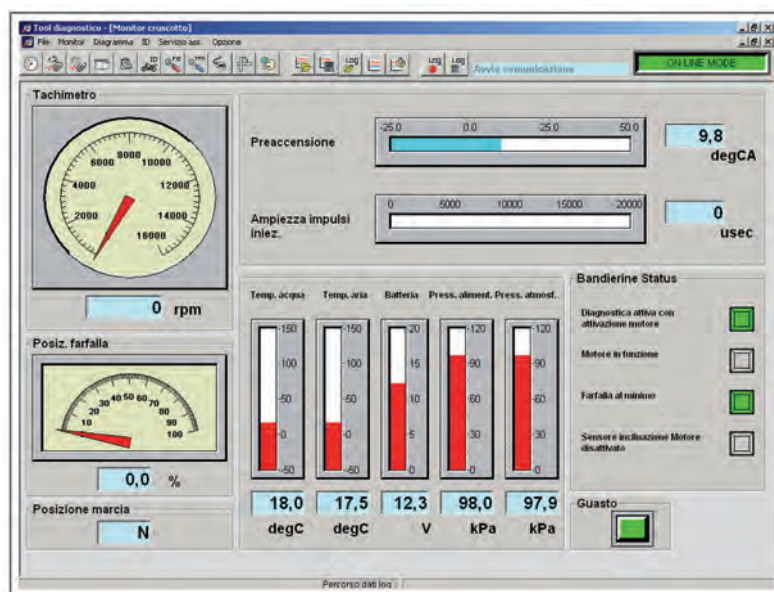 Tool diagnostico - [Monitor cruscotto]
File Monitor Diagramma ID Servizio ass. Opzione
LOG LOG LOG Avvio comunicazione ON LINE MODE
Tachimetro
2000 4000 6000 8000 10000 12000 14000 16000
0 rpm
Preaccensione
-25.0 0.0 25.0 50.0
9,8
degCA
Ampiezza impulsi
iniez.
0 5000 10000 15000 20000
0
usec
Posiz. farfalla
10 20 30 40 50 60 70 80 90 100
0,0 %
Posizione marcia
N
Temp. acqua Temp. aria Batteria Press. aliment. Press. atmosf.
-150 -150 20 -120 -120
-100 -100 15 -90 -90
-50 -50 10 -60 -60
-0 -0 5 -30 -30
-50 -50 0 0 0
18,0 17,5 12,3 98,0 97,9
degC degC V kPa kPa
Bandierine Status
Diagnostica attiva con
attivazione motore
Motore in funzione
Farfalla al minimo
Sensore inclinazione Motore
disattivato
Guasto
Percorso dati log :